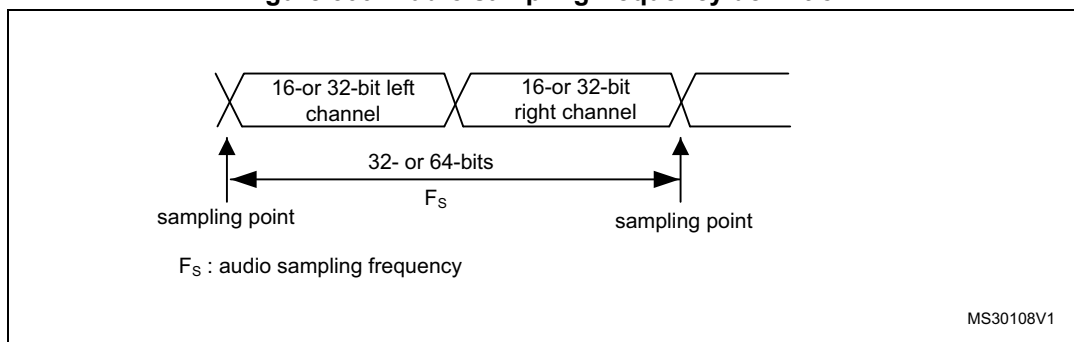 16-or 32-bit left
channel
16-or 32-bit
right channel
32- or 64-bits
FS
sampling point
sampling point
FS : audio sampling frequency
MS30108V1